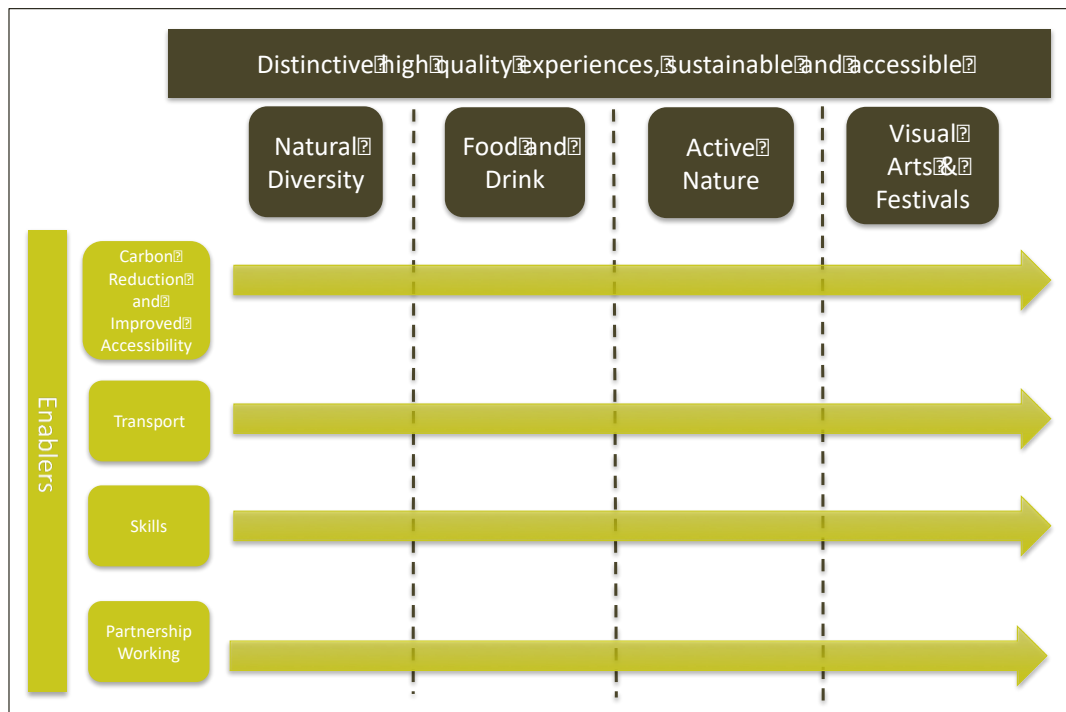 Distinctive high quality experiences, sustainable and accessible
Natural
Diversity
Food and
Drink
Active
Nature
Visual
Arts &
Festivals
Enablers
Carbon
Reduction
and
Improved
Accessibility
Transport
Skills
Partnership
Working